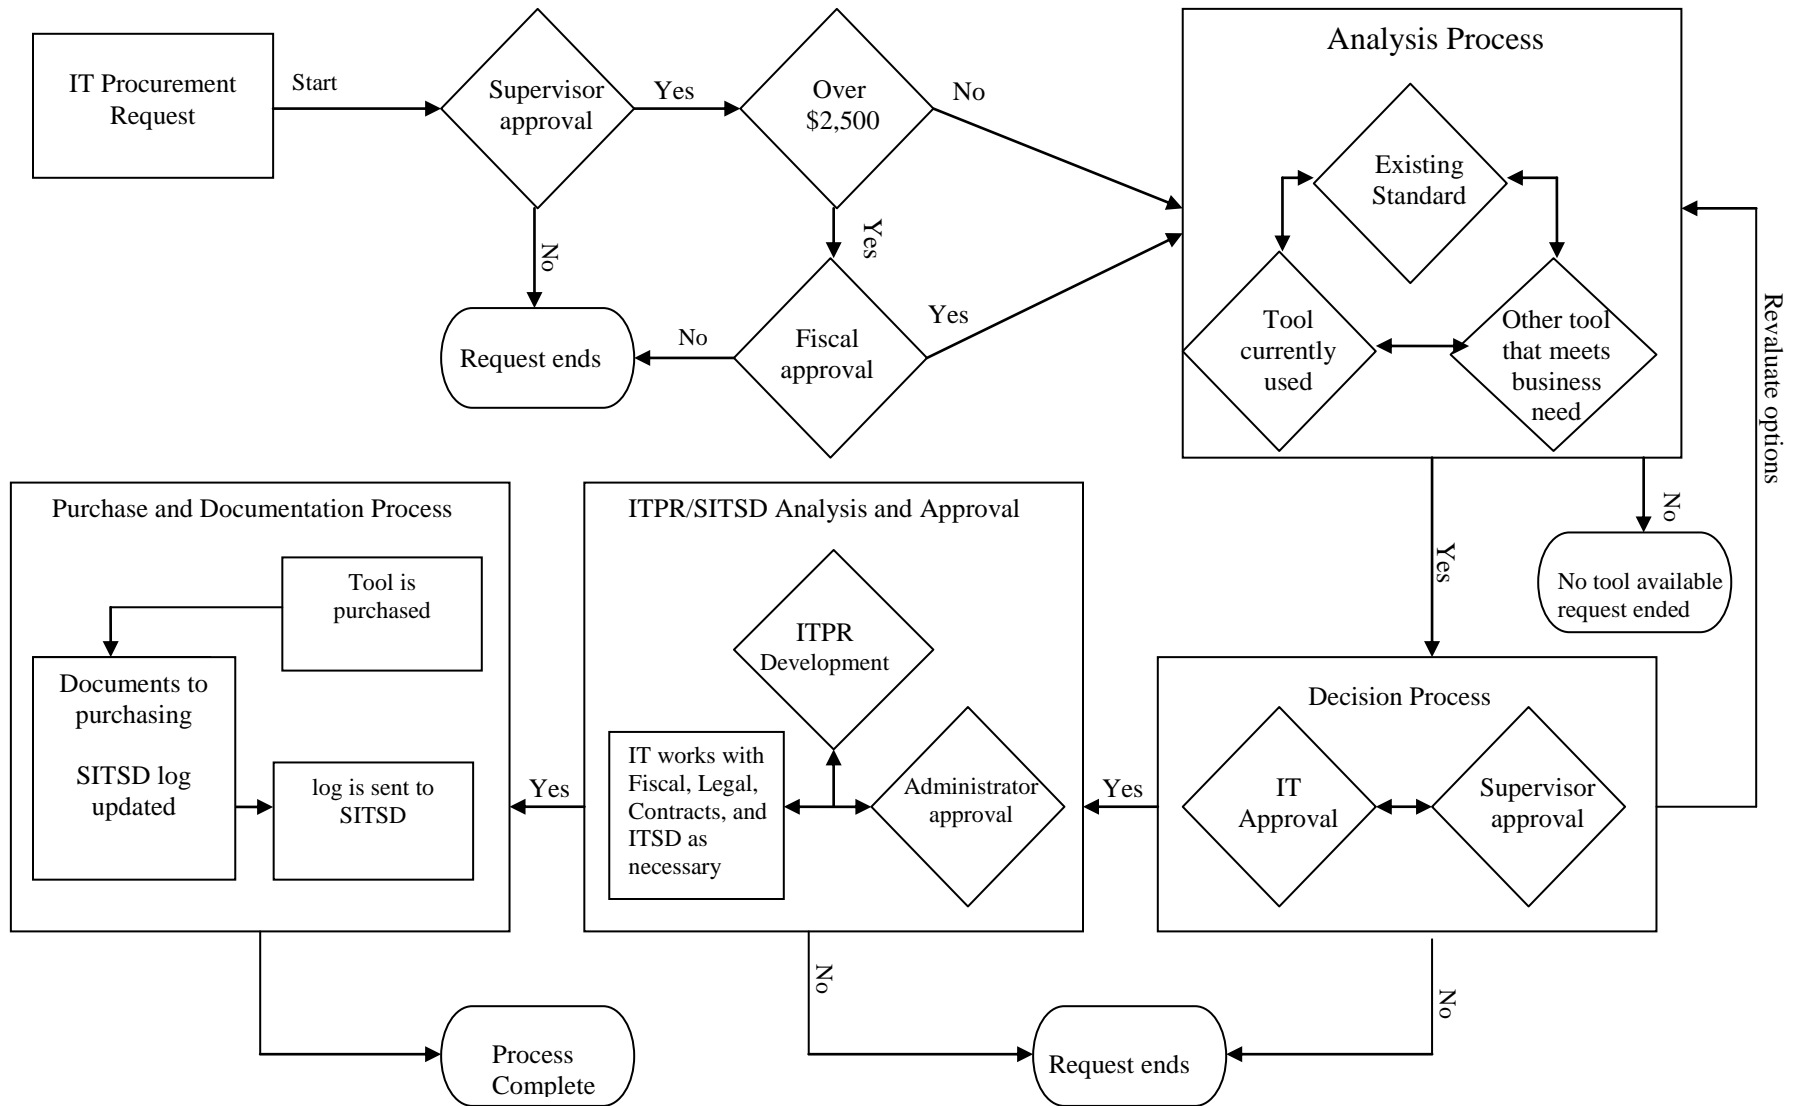 IT Procurement
Request
Start
Supervisor
approval
Yes
Over
$2,500
No
Analysis Process
Existing
Standard
Tool
currently
used
Other tool
that meets
business
need
No
Yes
Request ends
No
Fiscal
approval
Yes
Revaluate options
Purchase and Documentation Process
Tool is
purchased
Documents to
purchasing
SITSD log
updated
log is sent to
SITSD
Yes
ITPR/SITSD Analysis and Approval
ITPR
Development
IT works with
Fiscal, Legal,
Contracts, and
ITSD as
necessary
Administrator
approval
Yes
Yes
No
No tool available
request ended
Decision Process
IT
Approval
Supervisor
approval
No
No
Process
Complete
Request ends